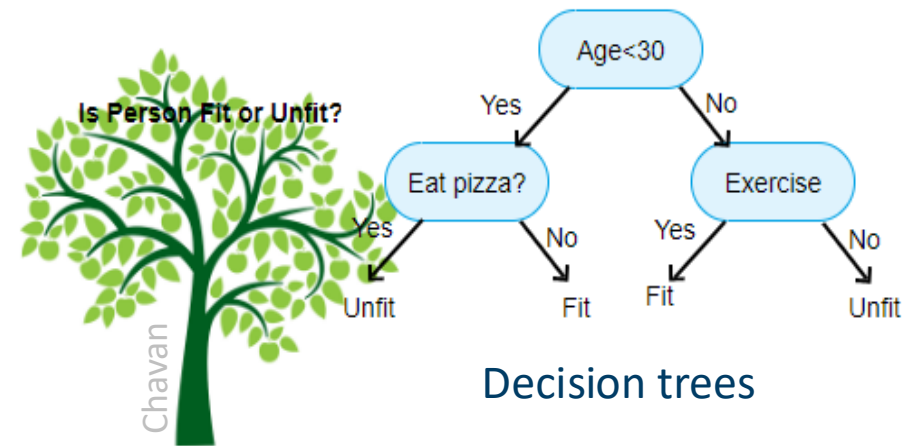 Age<30
Is Person Fit or Unfit?
Yes
No
Eat pizza?
Exercise
Yes
No
Yes
No
Unfit
Fit
Fit
Unfit
Chavan
Decision trees